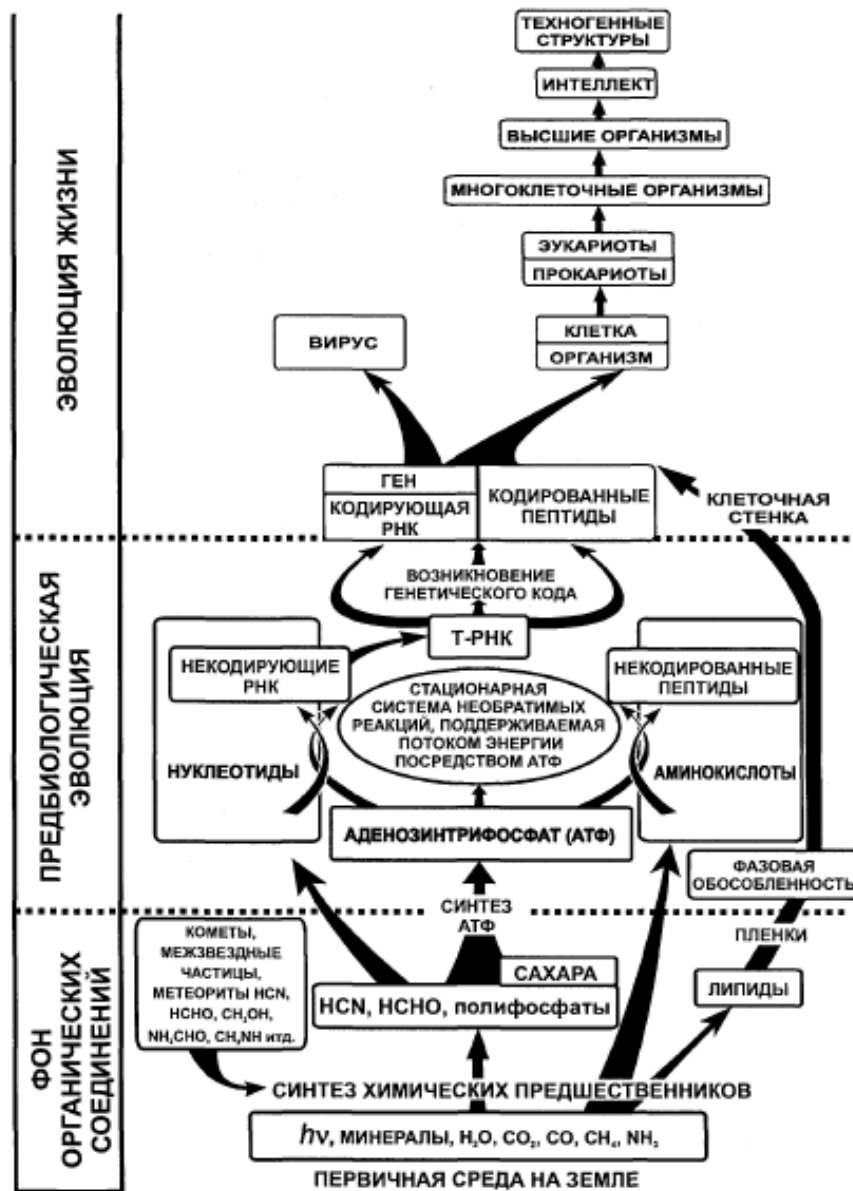 ТЕХНОГЕННЫЕ
СТРУКТУРЫ
ИНТЕЛЛЕКТ
ВЫСШИЕ ОРГАНИЗМЫ
МНОГОКЛЕТОЧНЫЕ ОРГАНИЗМЫ
ЭУКАРИОТЫ
ПРОКАРИОТЫ
КЛЕТКА
ОРГАНИЗМ
ВИРУС
ЭВОЛЮЦИЯ ЖИЗНИ
ГЕН
КОДИРУЮЩАЯ
РНК
КОДИРОВАННЫЕ
ПЕПТИДЫ
КЛЕТОЧНАЯ
СТЕНКА
ВОЗНИКНОВЕНИЕ
ГЕНЕТИЧЕСКОГО КОДА
Т-РНК
НЕКОДИРУЮЩИЕ
РНК
НЕКОДИРОВАННЫЕ
ПЕПТИДЫ
СТАЦИОНАРНАЯ
СИСТЕМА НЕОБРАТИМЫХ
РЕАКЦИЙ, ПОДДЕРЖИВАЕМАЯ
ПОТОКОМ ЭНЕРГИИ
ПОСРЕДСТВОМ АТФ
НУКЛЕОТИДЫ
АМИНОКИСЛОТЫ
АДЕНОЗИНТРИФОСФАТ (АТФ)
ПРЕДБИОЛОГИЧЕСКАЯ
ЭВОЛЮЦИЯ
ФАЗОВАЯ
ОБОСОБЛЕННОСТЬ
СИНТЕЗ
АТФ
ПЛЕНКИ
КОМЕТЫ,
МЕЖЗВЕЗДНЫЕ
ЧАСТИЦЫ,
МЕТЕОРИТЫ HCN,
HCHO, CH₃OH,
NH₂CHO, CH₂NH итд.
САХАРА
HCN, HCHO, полифосфаты
ЛИПИДЫ
ФОН
ОРГАНИЧЕСКИХ
СОЕДИНЕНИЙ
СИНТЕЗ ХИМИЧЕСКИХ ПРЕДШЕСТВЕННИКОВ
hν, МИНЕРАЛЫ, H₂O, CO₂, CO, CH₄, NH₃
ПЕРВИЧНАЯ СРЕДА НА ЗЕМЛЕ